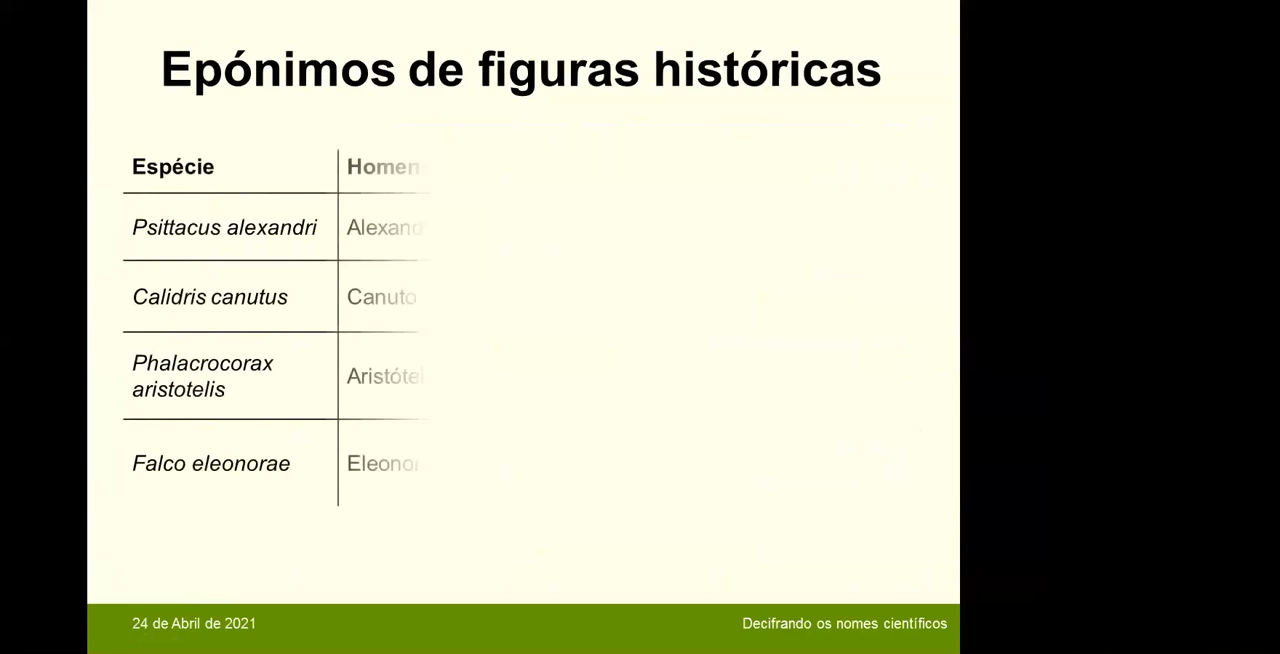 Epónimos de figuras históricas
Espécie
Psittacus alexandri
Calidris canutus
Canuto
Phalacrocorax
aristotelis
Falco eleonorae
24 de Abril de 2021
Decifrando os nomes científicos